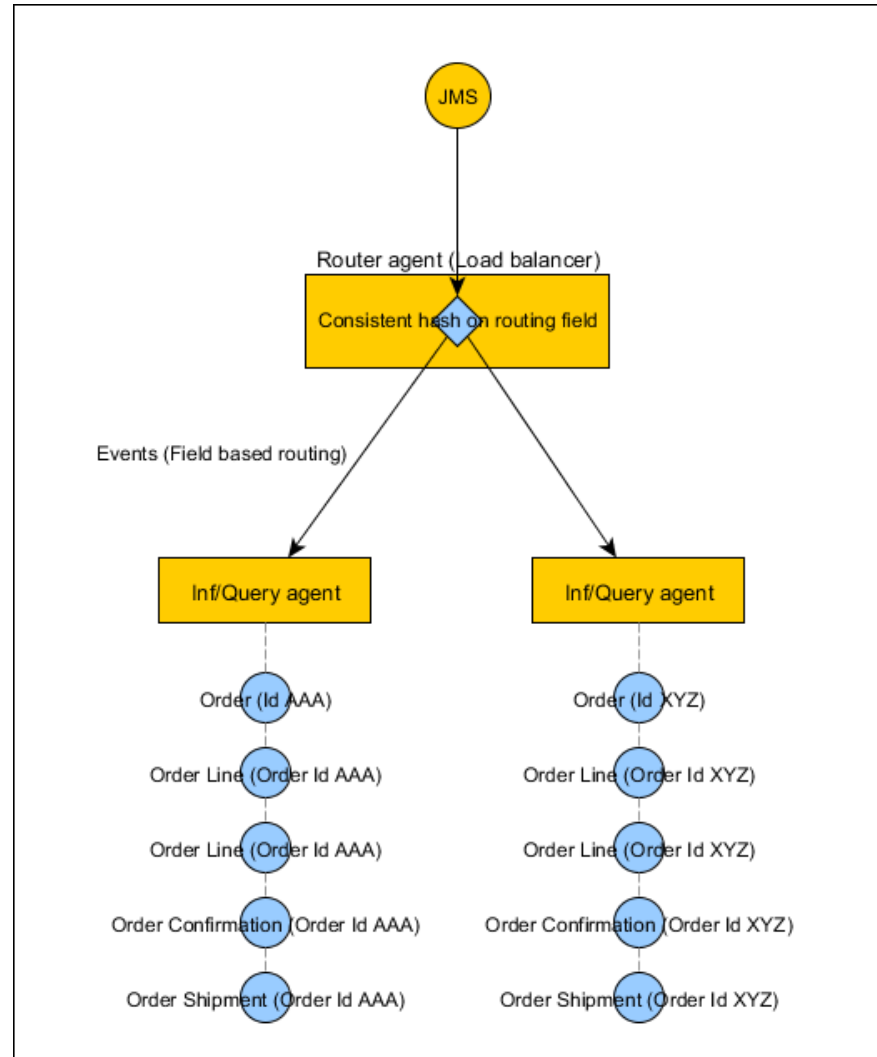 JMS
Router agent (Load balancer)
Consistent hash on routing field
Events (Field based routing)
Inf/Query agent
Inf/Query agent
Order (Id AAA)
Order (Id XYZ)
Order Line (Order Id AAA)
Order Line (Order Id XYZ)
Order Line (Order Id AAA)
Order Line (Order Id XYZ)
Order Confirmation (Order Id AAA)
Order Confirmation (Order Id XYZ)
Order Shipment (Order Id AAA)
Order Shipment (Order Id XYZ)